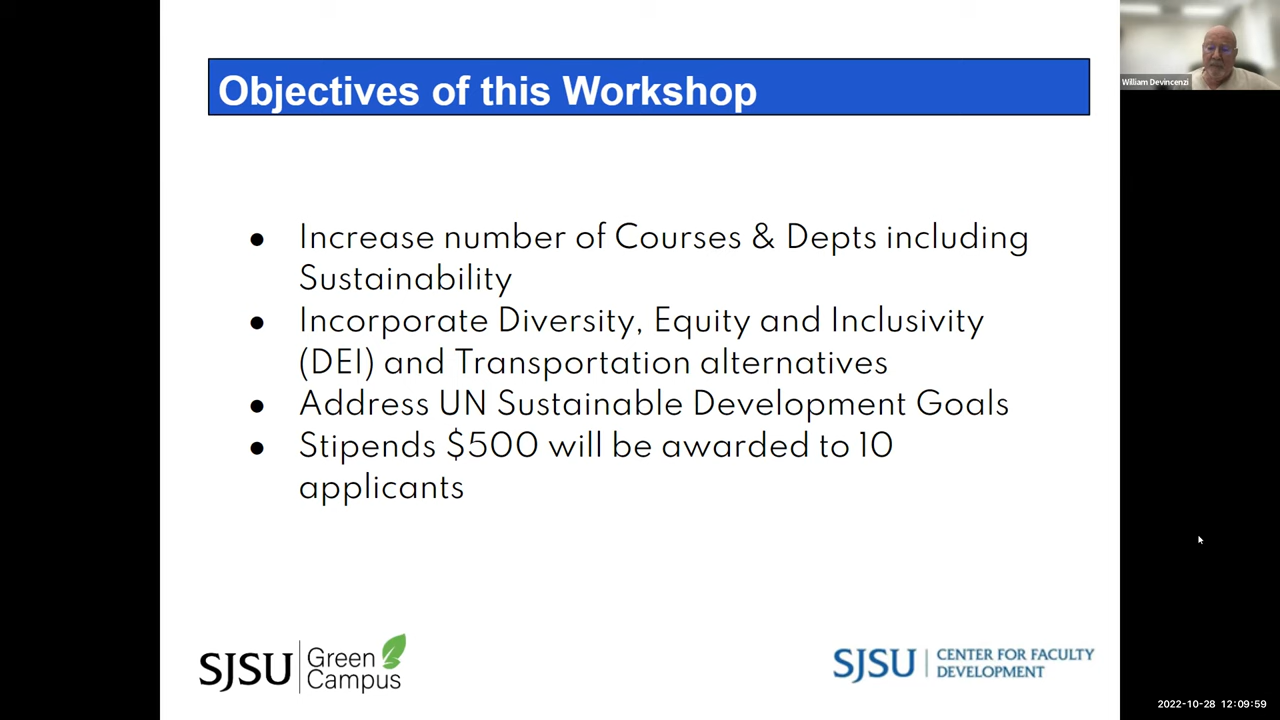 Objectives of this Workshop
William Devincenzi
● Increase number of Courses & Depts including
Sustainability
● Incorporate Diversity, Equity and Inclusivity
(DEI) and Transportation alternatives
● Address UN Sustainable Development Goals
● Stipends $500 will be awarded to 10
applicants
SJSU Green
Campus
SJSU CENTER FOR FACULTY
DEVELOPMENT
2022-10-28 12:09:59